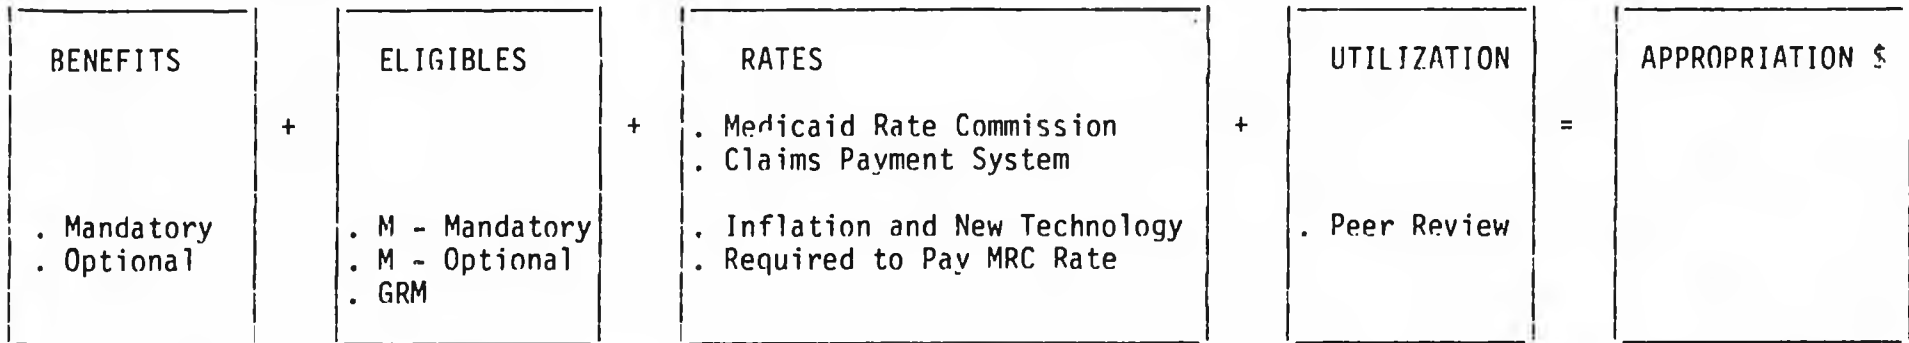 BENEFITS + ELIGIBLES + RATES + UTILIZATION = APPROPRIATION $
. Medicaid Rate Commission
. Claims Payment System
. Mandatory
. Optional
. M - Mandatory
. M - Optional
. GRM
. Inflation and New Technology
. Required to Pay MRC Rate
. Peer Review